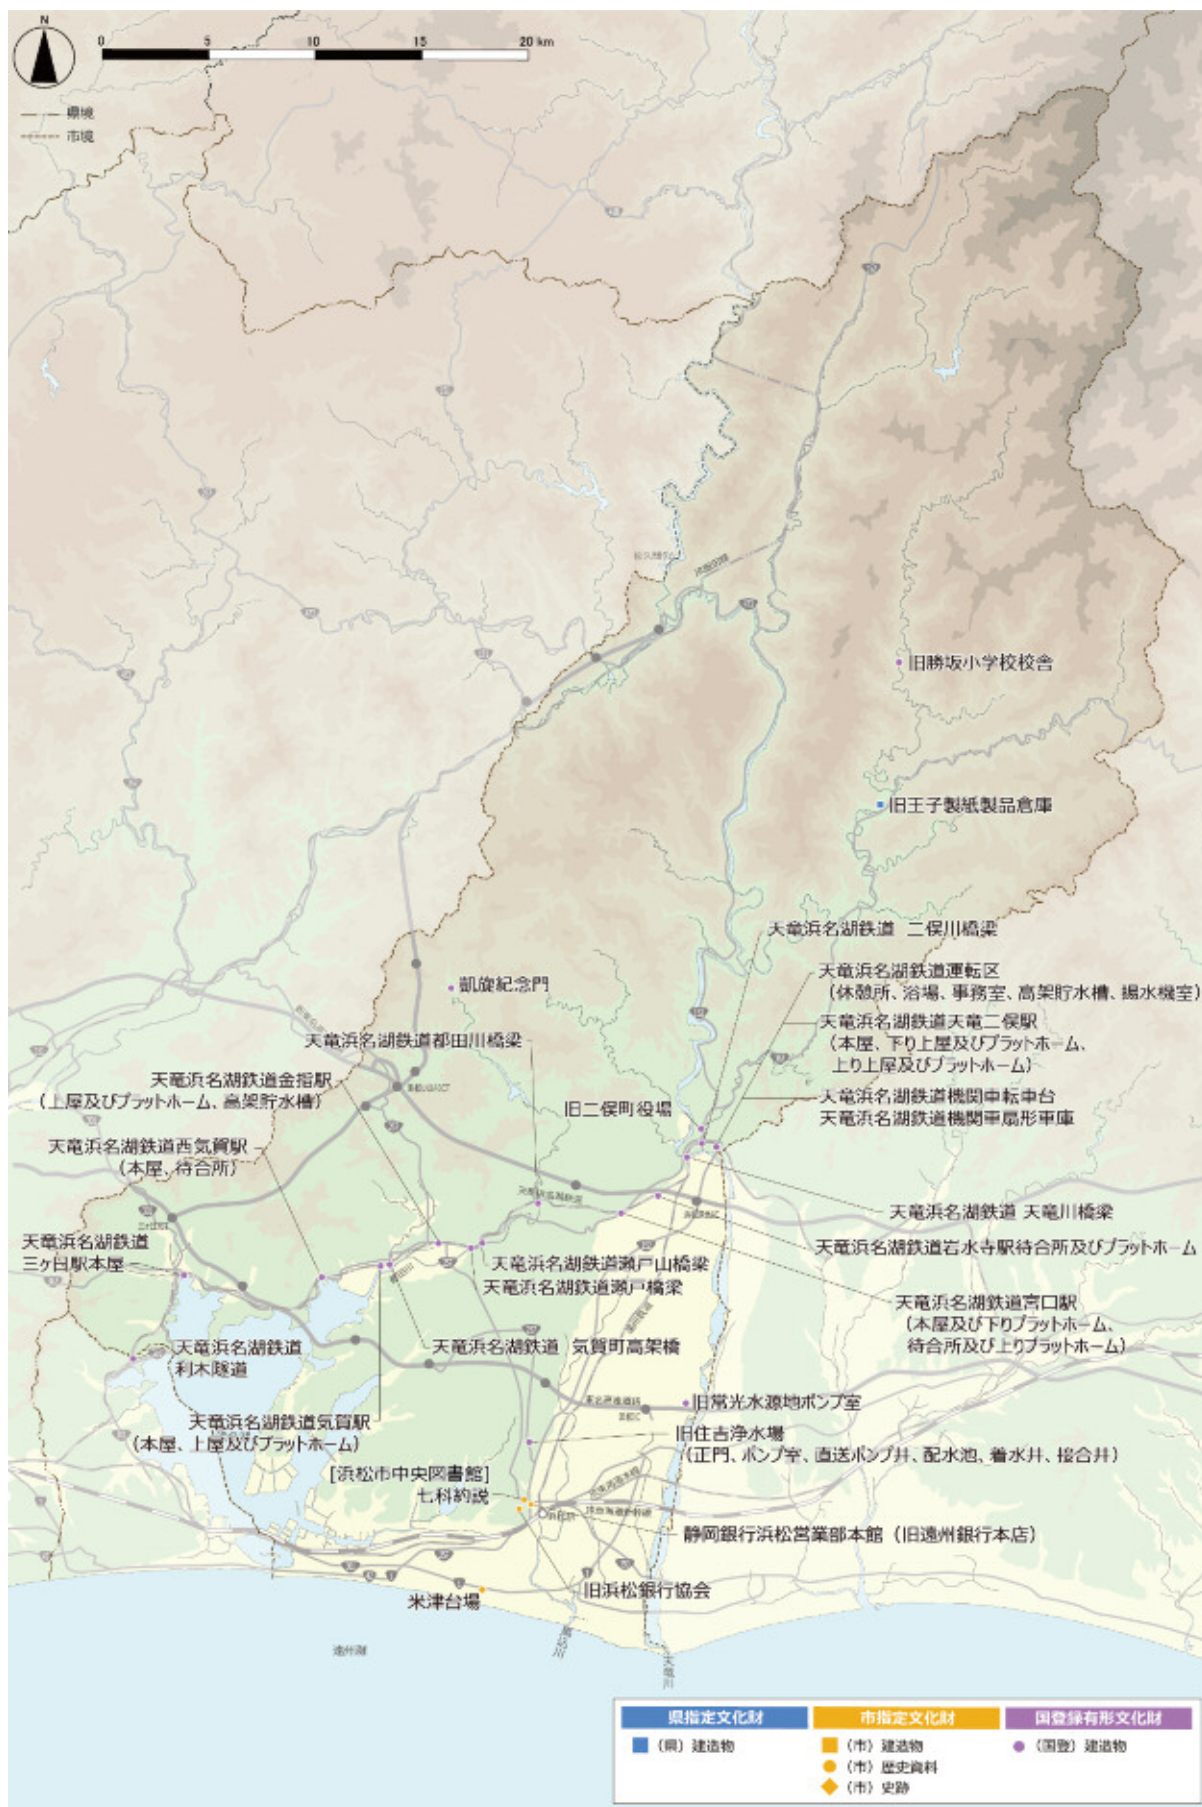 N
0 5 10 15 20 km
県境
市境
旧勝坂小学校校舎
旧王子製紙製品倉庫
天竜浜名湖鉄道 二俣川橋梁
天竜浜名湖鉄道運転区
(休憩所、浴場、事務室、高架貯水槽、揚水機室)
凱旋紀念門
天竜浜名湖鉄道天竜二俣駅
(本屋、下り上屋及びプラットホーム、
上り上屋及びプラットホーム)
天竜浜名湖鉄道都田川橋梁
天竜浜名湖鉄道金指駅
(上屋及びプラットホーム、高架貯水槽)
天竜浜名湖鉄道機関車転車台
天竜浜名湖鉄道機関車扇形車庫
旧二俣町役場
天竜浜名湖鉄道西気賀駅
(本屋、待合所)
天竜浜名湖鉄道 天竜川橋梁
天竜浜名湖鉄道
三ヶ日駅本屋
天竜浜名湖鉄道岩水寺駅待合所及びプラットホーム
天竜浜名湖鉄道瀬戸山橋梁
天竜浜名湖鉄道瀬戸橋梁
天竜浜名湖鉄道宮口駅
(本屋及び下りプラットホーム、
待合所及び上りプラットホーム)
天竜浜名湖鉄道
利木隧道
天竜浜名湖鉄道 気賀町高架橋
旧常光水源地ポンプ室
天竜浜名湖鉄道気賀駅
(本屋、上屋及びプラットホーム)
旧住吉浄水場
(正門、ポンプ室、直送ポンプ井、配水池、着水井、接合井)
[浜松市中央図書館]
七科約説
静岡銀行浜松営業部本館 (旧遠州銀行本店)
旧浜松銀行協会
米津台場
遠州灘
馬込川
天竜川
県指定文化財
(県) 建造物
市指定文化財
(市) 建造物
(市) 歴史資料
(市) 史跡
国登録有形文化財
(国登) 建造物